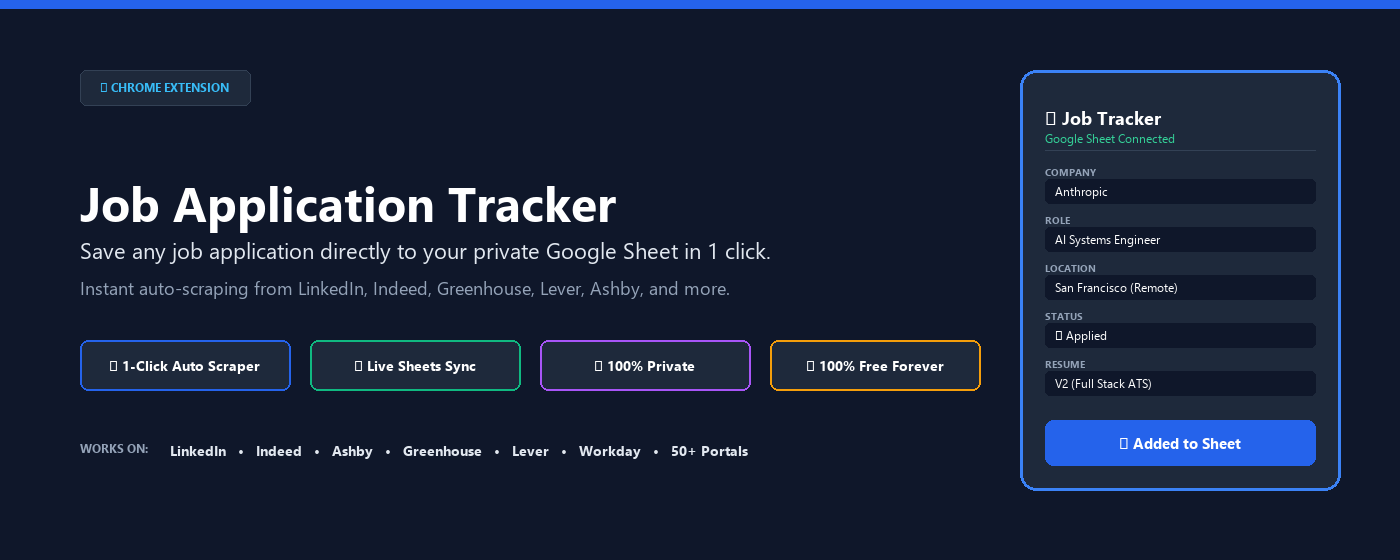 CHROME EXTENSION
Job Application Tracker
Save any job application directly to your private Google Sheet in 1 click.
Instant auto-scraping from LinkedIn, Indeed, Greenhouse, Lever, Ashby, and more.
1-Click Auto Scraper
Live Sheets Sync
100% Private
100% Free Forever
WORKS ON: LinkedIn • Indeed • Ashby • Greenhouse • Lever • Workday • 50+ Portals
Job Tracker
Google Sheet Connected
COMPANY
Anthropic
ROLE
AI Systems Engineer
LOCATION
San Francisco (Remote)
STATUS
Applied
RESUME
V2 (Full Stack ATS)
Added to Sheet